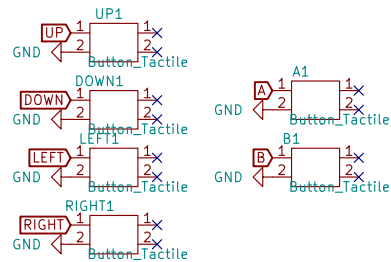 UP1
UP 1 1
GND 2 2
Button_Tactile
DOWN1
DOWN 1 1
GND 2 2
Button_Tactile
LEFT1
LEFT 1 1
GND 2 2
Button_Tactile
RIGHT1
RIGHT 1 1
GND 2 2
Button_Tactile
A1
A 1 1
GND 2 2
Button_Tactile
B1
B 1 1
GND 2 2
Button_Tactile